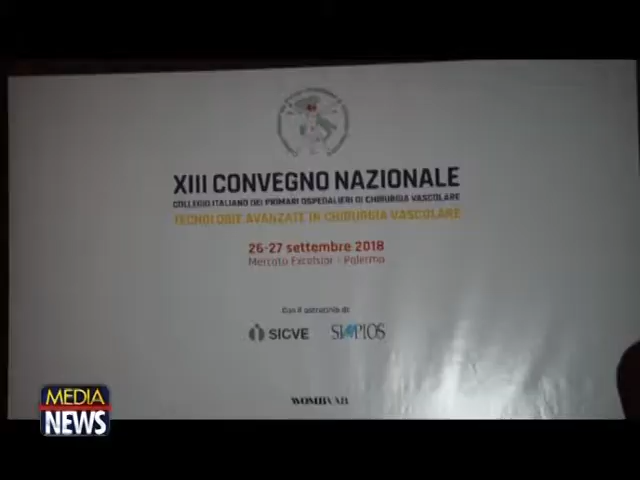 XIII CONVEGNO NAZIONALE
COLLEGIO ITALIANO DEI PRIMARI OSPEDALIERI DI CHIRURGIA VASCOLARE
TECNOLOGIE AVANZATE IN CHIRURGIA VASCOLARE
26-27 settembre 2018
Mercure Excelsior - Palermo
Con il patrocinio di:
SICVE
MEDIA
NEWS